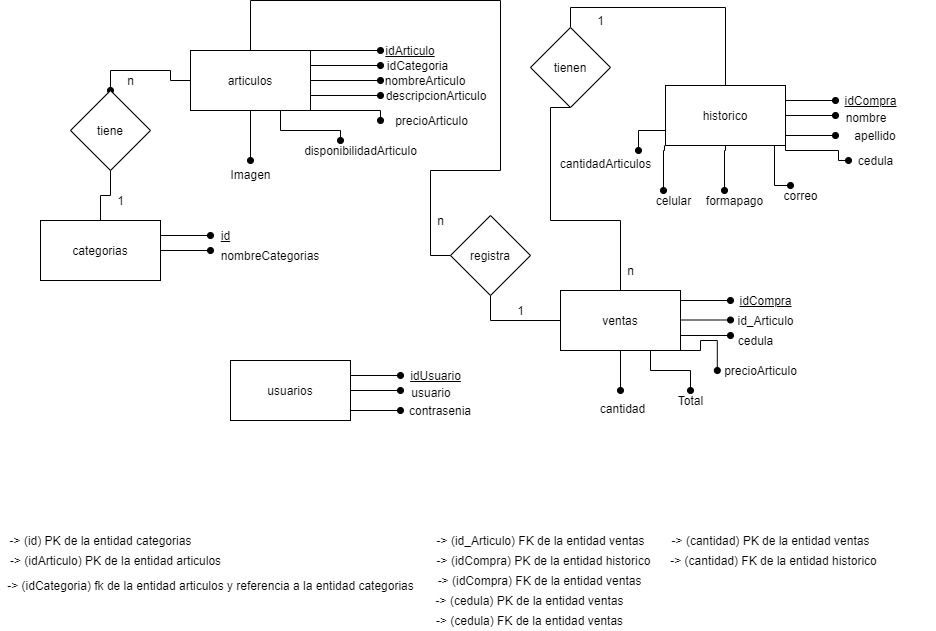 1
tienen
idArticulo
idCategoria
n
articulos
nombreArticulo
descripcionArticulo
idCompra
historico
nombre
precioArticulo
tiene
apellido
disponibilidadArticulo
cantidadArticulos
cedula
Imagen
correo
celular
formapago
1
n
id
categorias
nombreCategorias
registra
n
idCompra
1
ventas
id_Articulo
cedula
precioArticulo
idUsuario
usuarios
usuario
contrasenia
cantidad
Total
-> (id) PK de la entidad categorias
-> (idArticulo) PK de la entidad articulos
-> (idCategoria) fk de la entidad articulos y referencia a la entidad categorias
-> (id_Articulo) FK de la entidad ventas
-> (idCompra) PK de la entidad historico
-> (idCompra) FK de la entidad ventas
-> (cedula) PK de la entidad ventas
-> (cedula) FK de la entidad ventas
-> (cantidad) PK de la entidad ventas
-> (cantidad) FK de la entidad historico